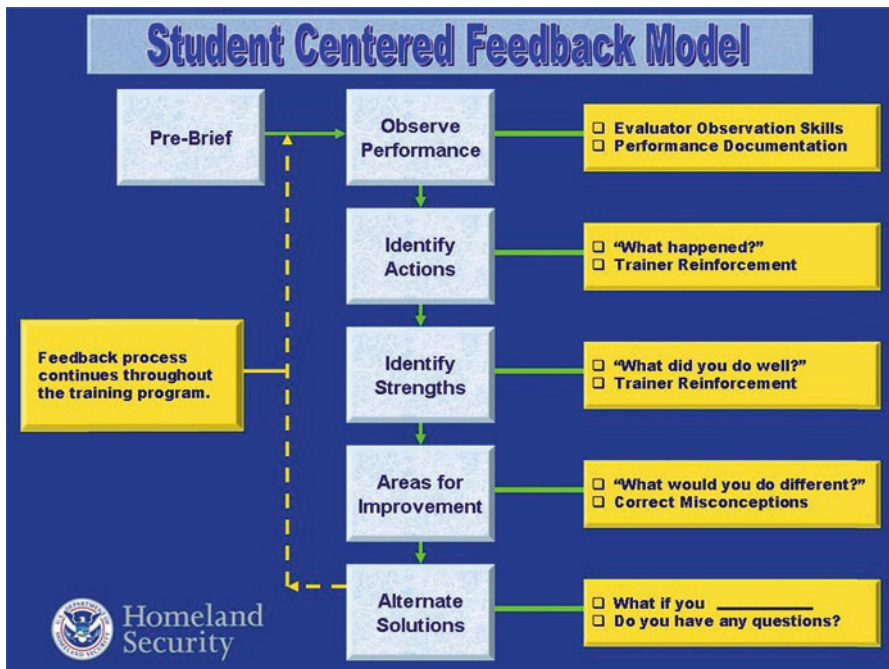 Student Centered Feedback Model
Pre-Brief
Observe
Performance
❑ Evaluator Observation Skills
❑ Performance Documentation
Identify
Actions
❑ “What happened?”
❑ Trainer Reinforcement
Feedback process
continues throughout
the training program.
Identify
Strengths
❑ “What did you do well?”
❑ Trainer Reinforcement
Areas for
Improvement
❑ “What would you do different?”
❑ Correct Misconceptions
Alternate
Solutions
❑ What if you __________
❑ Do you have any questions?
Homeland
Security